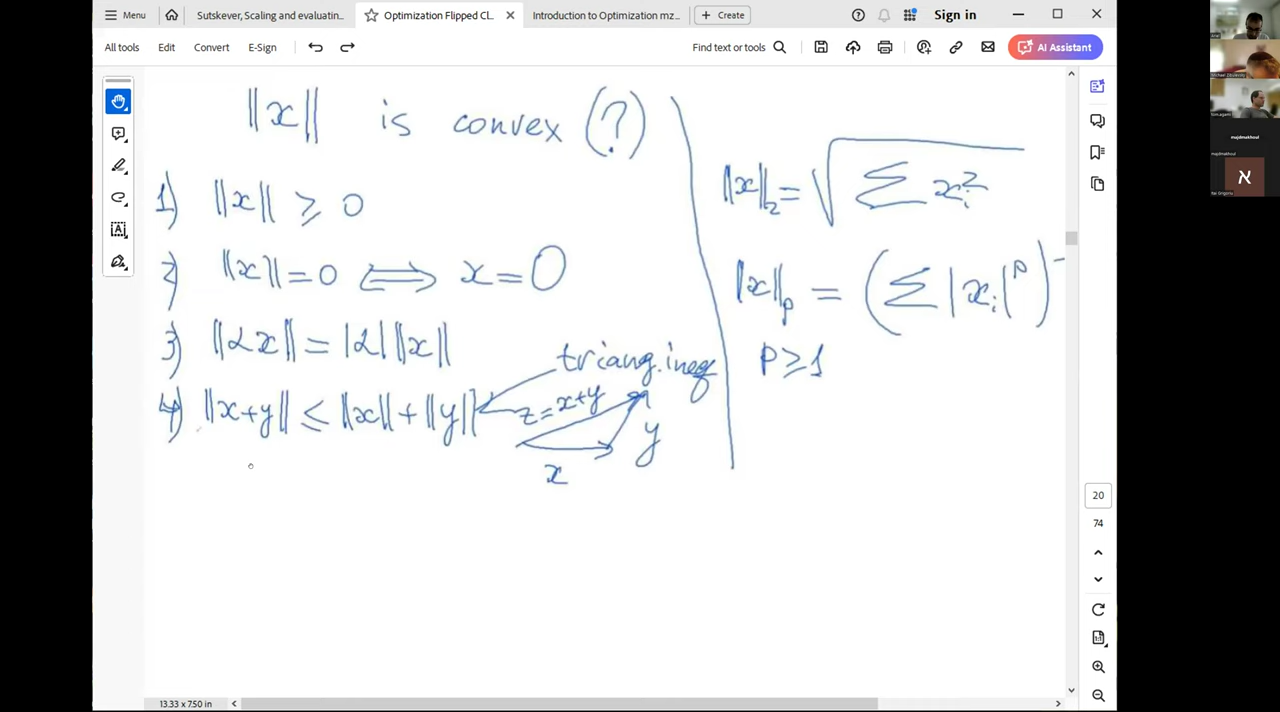 Menu
Sutskever, Scaling and evaluatin...
Optimization Flipped Cl...
Introduction to Optimization mz...
Create
Sign in
All tools
Edit
Convert
E-Sign
Find text or tools
AI Assistant
||x|| is convex (?)
1) ||x|| ≥ 0
2) ||x|| = 0 ⟺ x = 0
3) ||αx|| = |α| ||x||
triang. ineq
4) ||x+y|| ≤ ||x|| + ||y||
z = x+y
y
x
||x||₂ = √ Σ xᵢ²
||x||ₚ = (Σ |xᵢ|ᵖ)
p ≥ 1
20
74
13.33 x 7.50 in
majdmakhoul
majdmakhoul
א